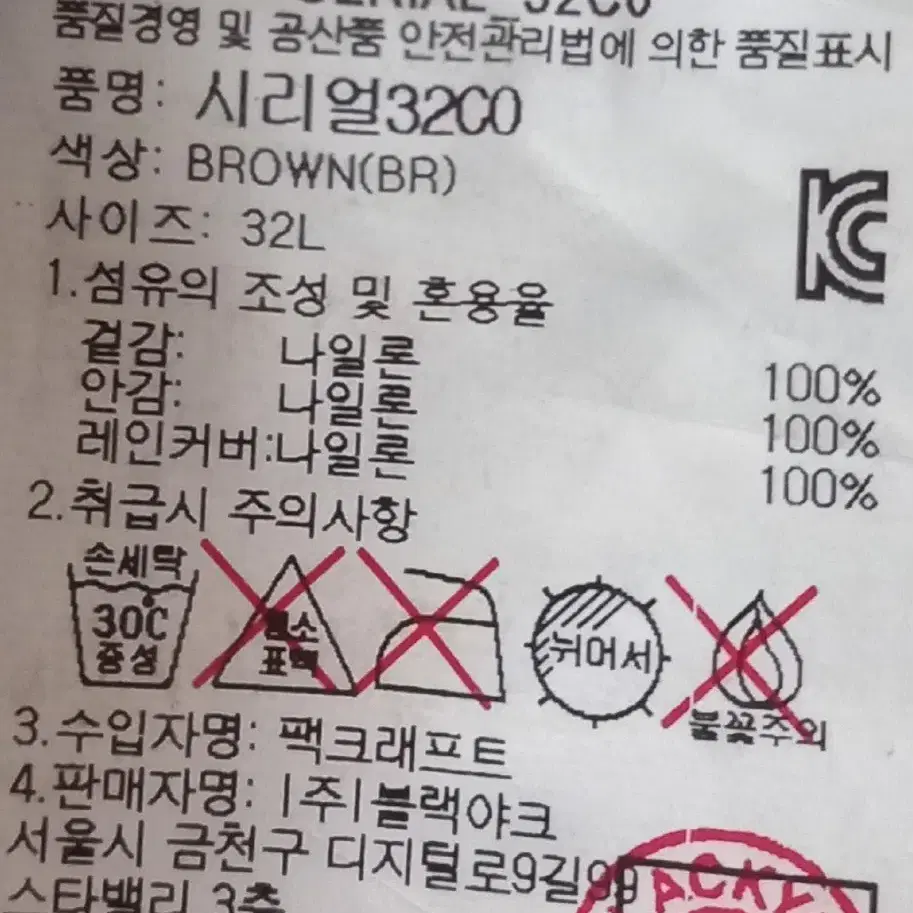 품질경영 및 공산품 안전관리법에 의한 품질표시
품명: 시리얼32CO
색상: BROWN(BR)
사이즈: 32L
1.섬유의 조성 및 혼용율
겉감: 나일론 100%
안감: 나일론 100%
레인커버:나일론 100%
2.취급시 주의사항
손세탁
30℃
중성
염소
표백
뉘어서
불꽃주의
3.수입자명: 팩크래프트
4.판매자명: (주)블랙야크
서울시 금천구 디지털로9길99
스타밸리 3층